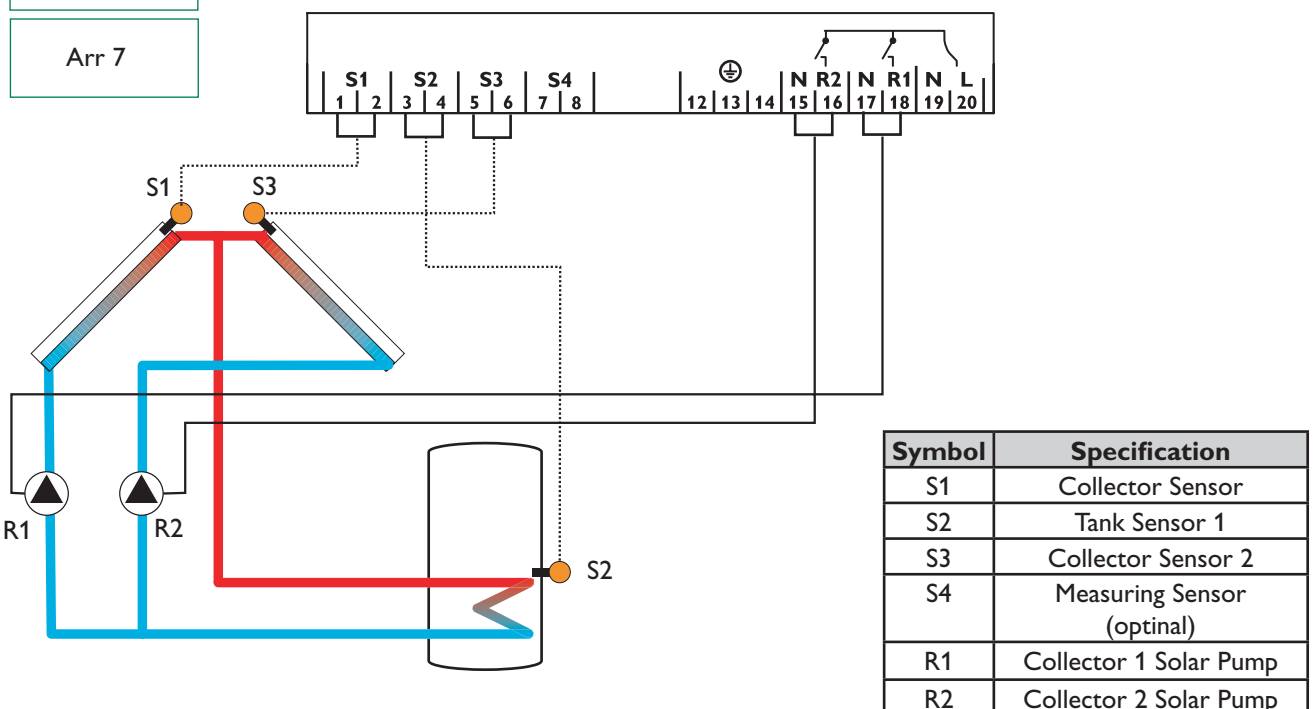 Arr 7
S1 S2 S3 S4 N R2 N R1 N L
1 2 3 4 5 6 7 8 12 13 14 15 16 17 18 19 20
S1
S3
R1
R2
S2
Symbol Specification
S1 Collector Sensor
S2 Tank Sensor 1
S3 Collector Sensor 2
S4 Measuring Sensor
(optinal)
R1 Collector 1 Solar Pump
R2 Collector 2 Solar Pump